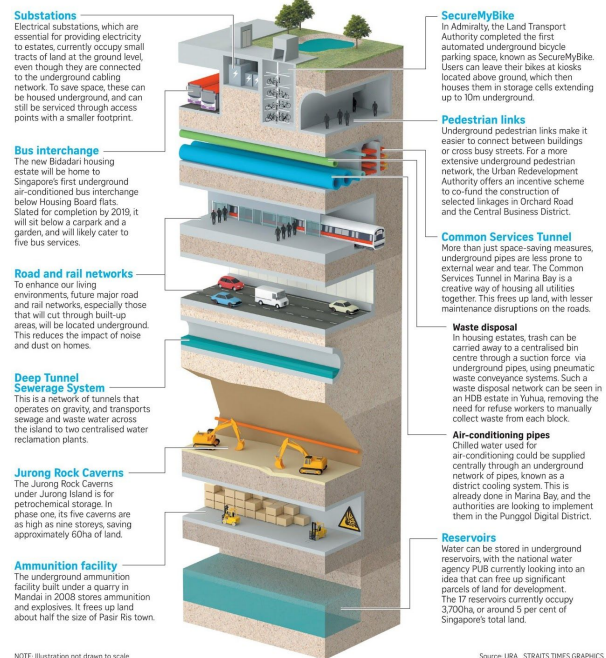 Substations
Electrical substations, which are
essential for providing electricity
to estates, currently occupy small
tracts of land at the ground level,
even though they are connected
to the underground cabling
network. To save space, these can
be housed underground, and can
still be serviced through access
points with a smaller footprint.
Bus interchange
The new Bidadari housing
estate will be home to
Singapore's first underground
air-conditioned bus interchange
below Housing Board flats.
Slated for completion by 2019, it
will sit below a carpark and a
garden, and will likely cater to
five bus services.
Road and rail networks
To enhance our living
environments, future major road
and rail networks, especially those
that will cut through built-up
areas, will be located underground.
This reduces the impact of noise
and dust on homes.
Deep Tunnel
Sewerage System
This is a network of tunnels that
operates on gravity, and transports
sewage and waste water across
the island to two centralised water
reclamation plants.
Jurong Rock Caverns
The Jurong Rock Caverns
under Jurong Island is for
petrochemical storage. In
phase one, its five caverns are
as high as nine storeys, saving
approximately 60ha of land.
Ammunition facility
The underground ammunition
facility built under a quarry in
Mandai in 2008 stores ammunition
and explosives. It frees up land
about half the size of Pasir Ris town.
NOTE: Illustration not drawn to scale
SecureMyBike
In Admiralty, the Land Transport
Authority completed the first
automated underground bicycle
parking space, known as SecureMyBike.
Users can leave their bikes at kiosks
located above ground, which then
houses them in storage cells extending
up to 10m underground.
Pedestrian links
Underground pedestrian links make it
easier to connect between buildings
or cross busy streets. For a more
extensive underground pedestrian
network, the Urban Redevelopment
Authority offers an incentive scheme
to co-fund the construction of
selected linkages in Orchard Road
and the Central Business District.
Common Services Tunnel
More than just space-saving measures,
underground pipes are less prone to
external wear and tear. The Common
Services Tunnel in Marina Bay is a
creative way of housing all utilities
together. This frees up land, with lesser
maintenance disruptions on the roads.
Waste disposal
In housing estates, trash can be
carried away to a centralised bin
centre through a suction force via
underground pipes, using pneumatic
waste conveyance systems. Such a
waste disposal network can be seen in
an HDB estate in Yuhua, removing the
need for refuse workers to manually
collect waste from each block.
Air-conditioning pipes
Chilled water used for
air-conditioning could be supplied
centrally through an underground
network of pipes, known as a
district cooling system. This is
already done in Marina Bay, and the
authorities are looking to implement
them in the Punggol Digital District.
Reservoirs
Water can be stored in underground
reservoirs, with the national water
agency PUB currently looking into an
idea that can free up significant
parcels of land for development.
The 17 reservoirs currently occupy
3,700ha, or around 5 per cent of
Singapore's total land.
Source: URA STRAITS TIMES GRAPHICS